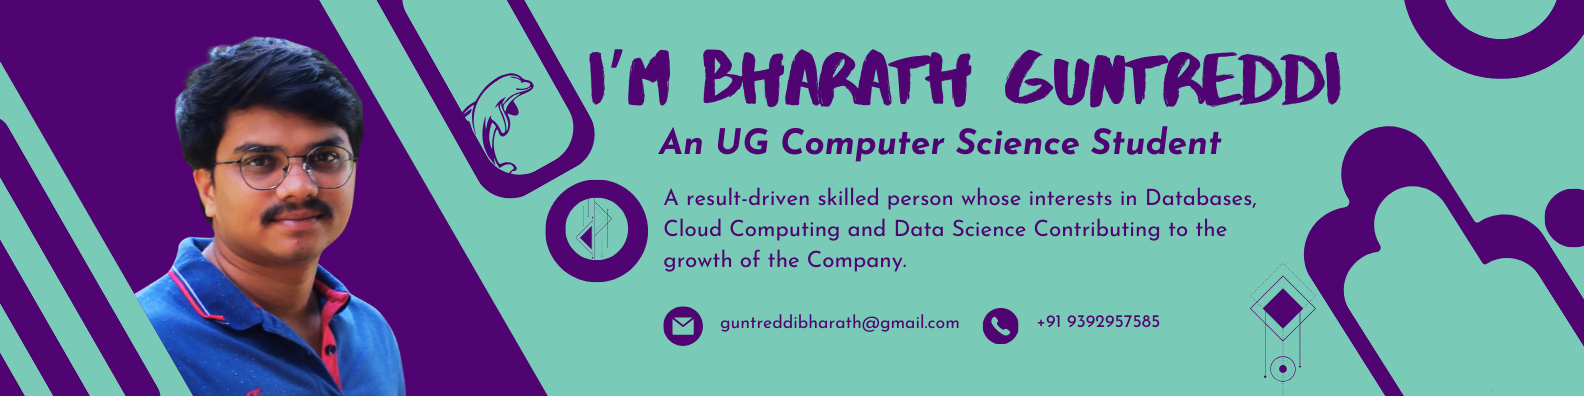 I'M BHARATH GUNTREDDI
An UG Computer Science Student
A result-driven skilled person whose interests in Databases,
Cloud Computing and Data Science Contributing to the
growth of the Company.
guntreddibharath@gmail.com
+91 9392957585